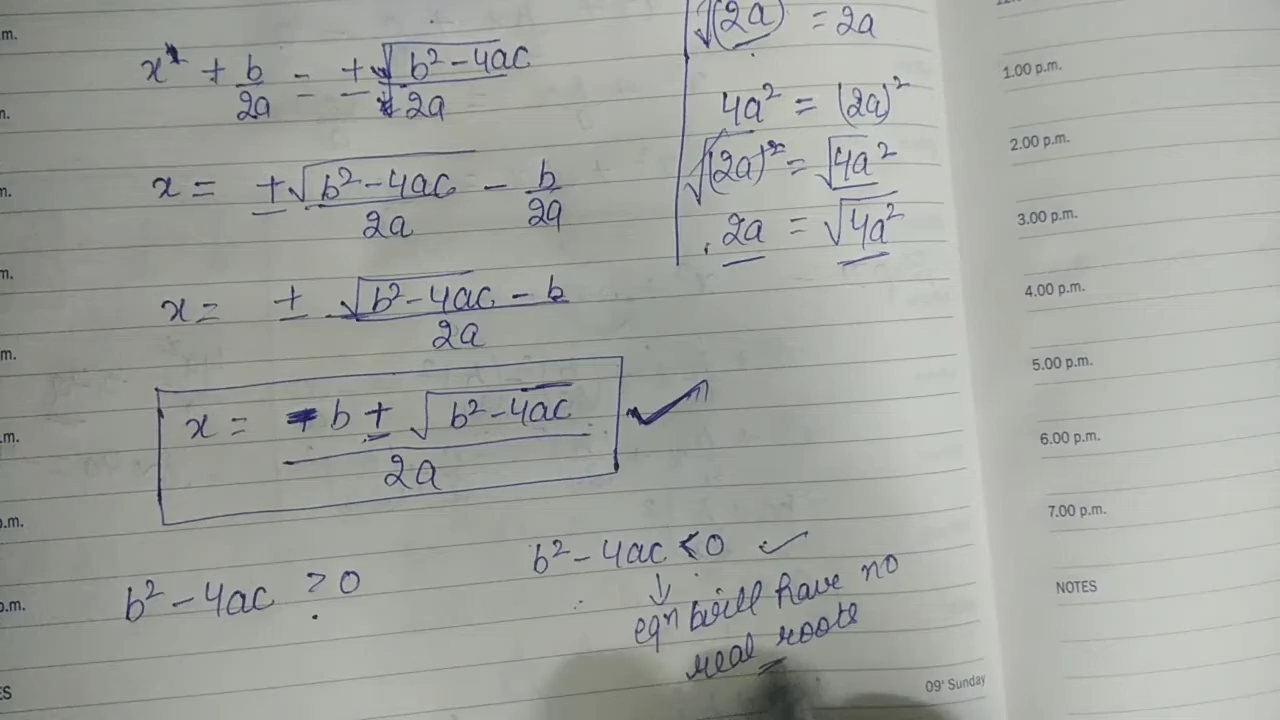 x + b/2a = ± √b² - 4ac / 2a
x = ± √b² - 4ac / 2a - b/2a
x = ± √b² - 4ac - b / 2a
x = - b ± √b² - 4ac / 2a
b² - 4ac ≥ 0
b² - 4ac < 0 ✓
↓
eqn will have no
real roots
√(2a) = 2a
4a² = (2a)²
√(2a)² = √4a²
2a = √4a²
1.00 p.m.
2.00 p.m.
3.00 p.m.
4.00 p.m.
5.00 p.m.
6.00 p.m.
7.00 p.m.
NOTES
09' Sunday